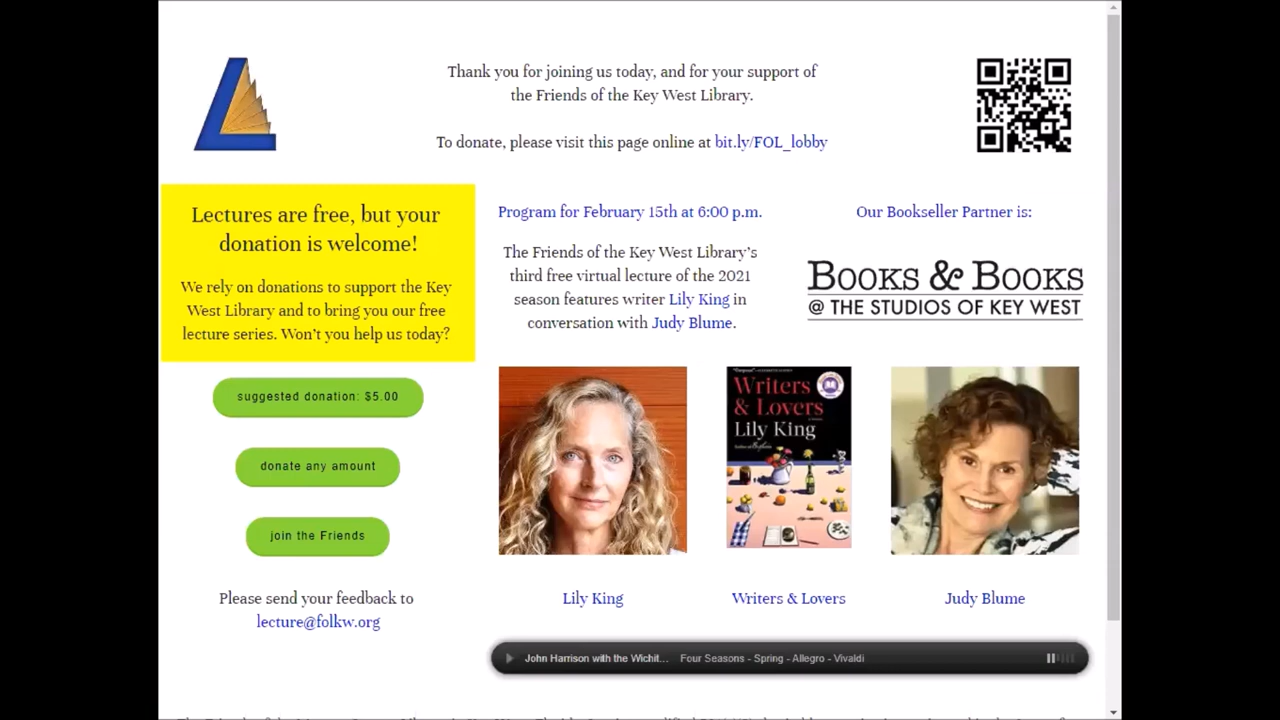 Thank you for joining us today, and for your support of
the Friends of the Key West Library.
To donate, please visit this page online at bit.ly/FOL_lobby
Lectures are free, but your
donation is welcome!
We rely on donations to support the Key
West Library and to bring you our free
lecture series. Won’t you help us today?
suggested donation: $5.00
donate any amount
join the Friends
Please send your feedback to
lecture@folkw.org
Program for February 15th at 6:00 p.m.
The Friends of the Key West Library’s
third free virtual lecture of the 2021
season features writer Lily King in
conversation with Judy Blume.
Our Bookseller Partner is:
BOOKS & BOOKS
@ THE STUDIOS OF KEY WEST
Writers
& Lovers
Lily King
Lily King
Writers & Lovers
Judy Blume
John Harrison with the Wichit... Four Seasons - Spring - Allegro - Vivaldi